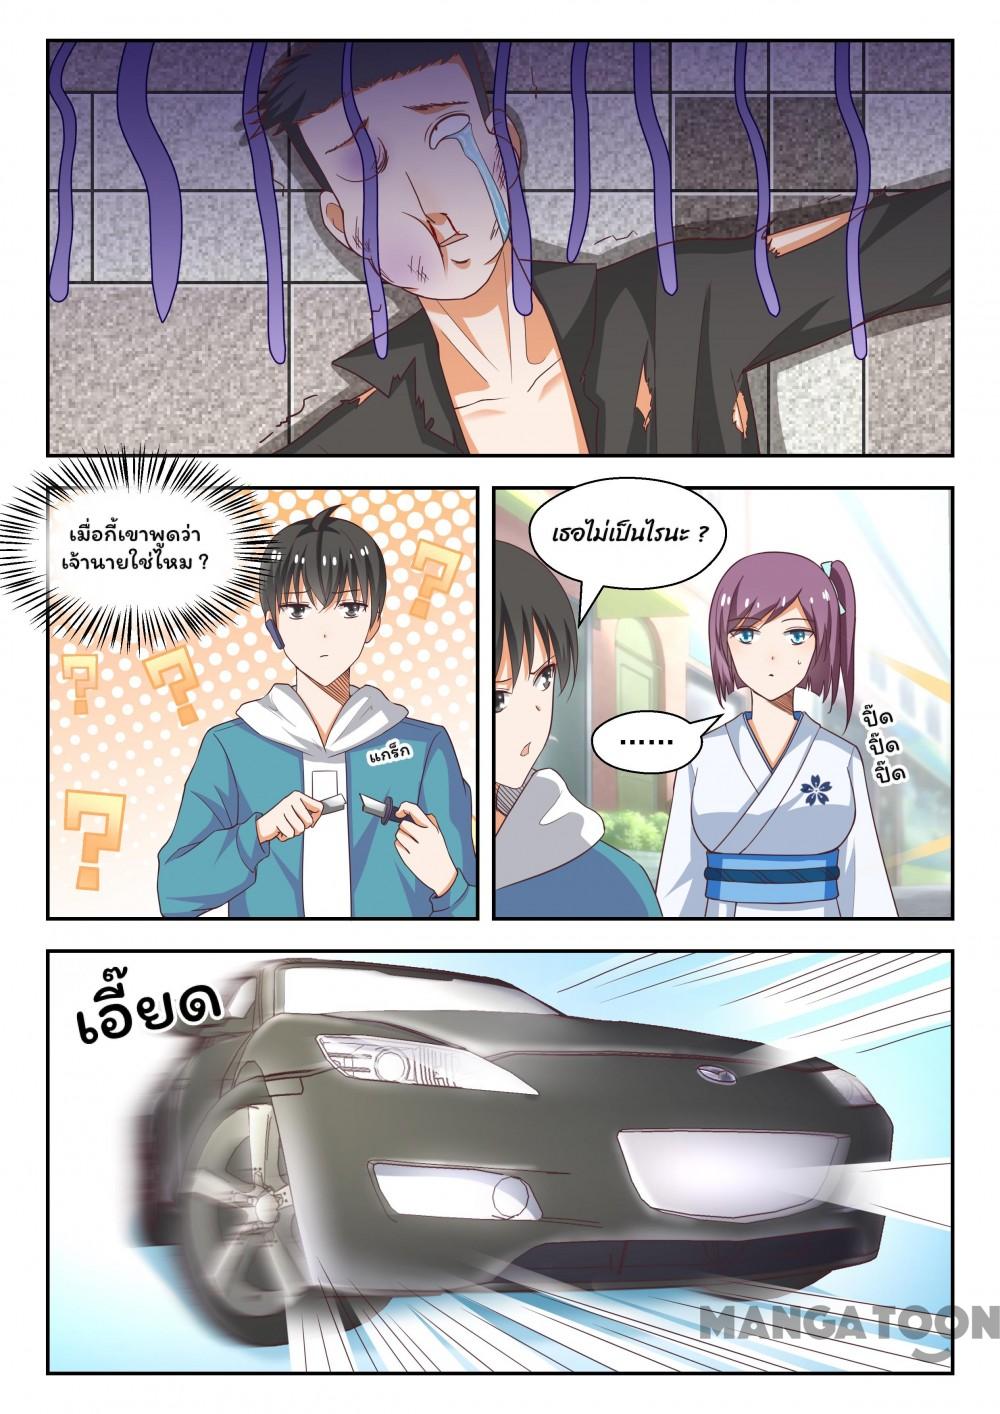 เมื่อกี้เขาพูดว่า
เจ้านายใช่ไหม ?
แกร็ก
เธอไม่เป็นไรนะ ?
......
ปิ๊ด
ปิ๊ด
ปิ๊ด
เอี๊ยด
MANGATOON